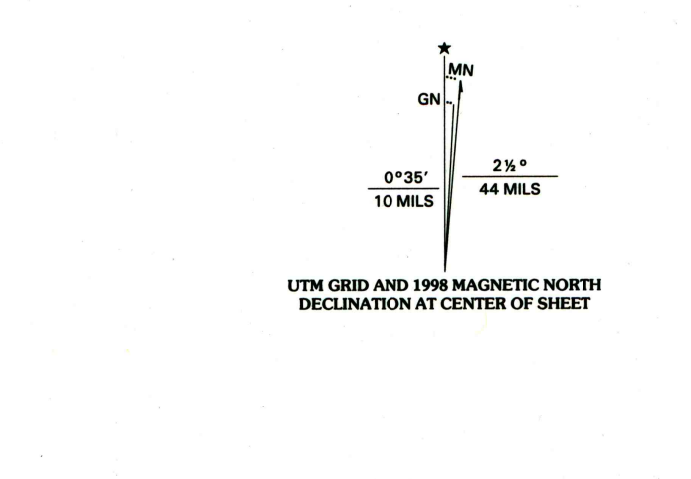 ★
MN
GN
0°35′
10 MILS
2½°
44 MILS
UTM GRID AND 1998 MAGNETIC NORTH
DECLINATION AT CENTER OF SHEET